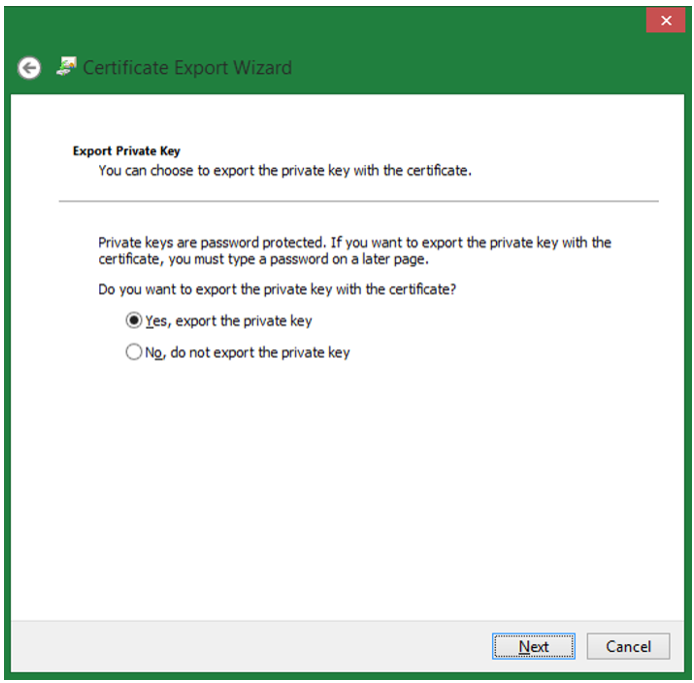 Certificate Export Wizard
Export Private Key
You can choose to export the private key with the certificate.
Private keys are password protected. If you want to export the private key with the
certificate, you must type a password on a later page.
Do you want to export the private key with the certificate?
Yes, export the private key
No, do not export the private key
Next
Cancel